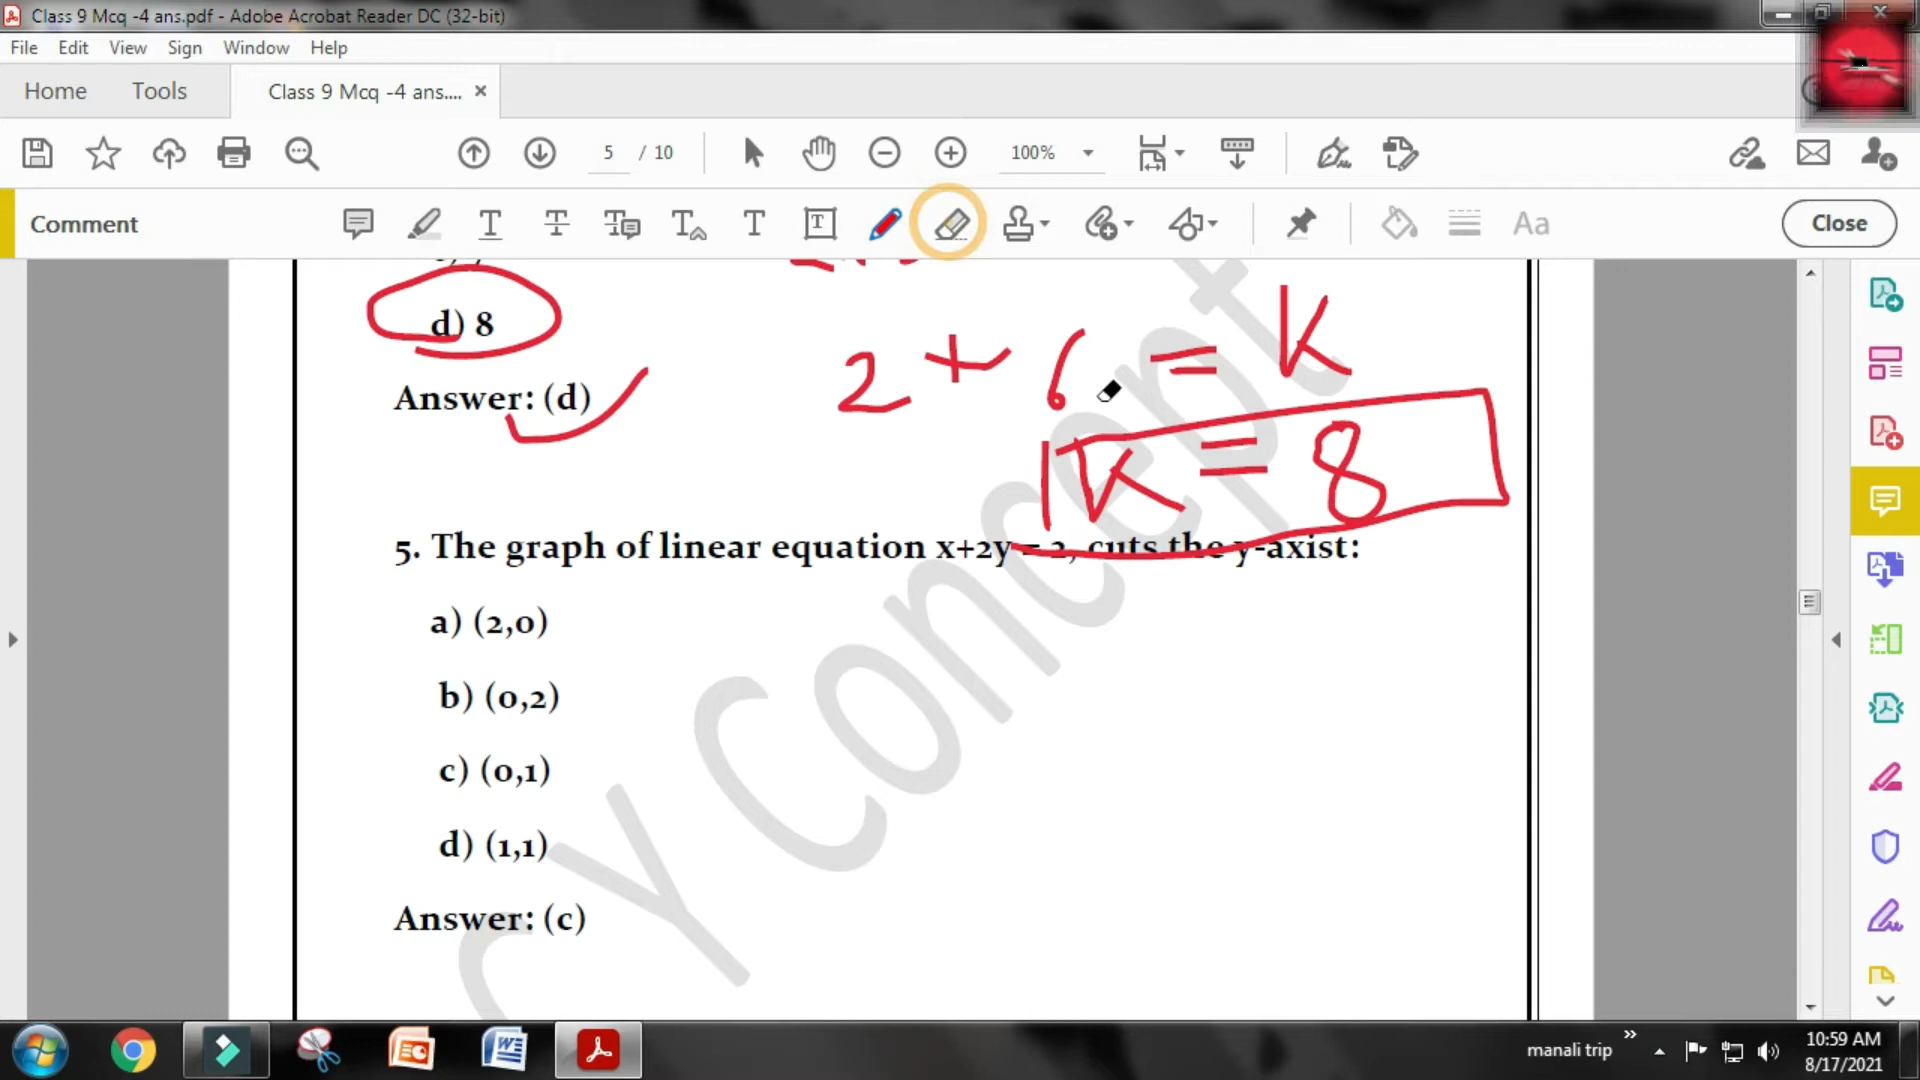 Class 9 Mcq -4 ans.pdf - Adobe Acrobat Reader DC (32-bit)
File Edit View Sign Window Help
Home Tools Class 9 Mcq -4 ans.... ×
5 / 10 100%
Comment Aa Close
d) 8
2 + 6 = K
Answer: (d)
K = 8
5. The graph of linear equation x+2y = 2, cuts the y-axist:
a) (2,0)
b) (0,2)
c) (0,1)
d) (1,1)
Answer: (c)
C Y Concept
manali trip
10:59 AM
8/17/2021